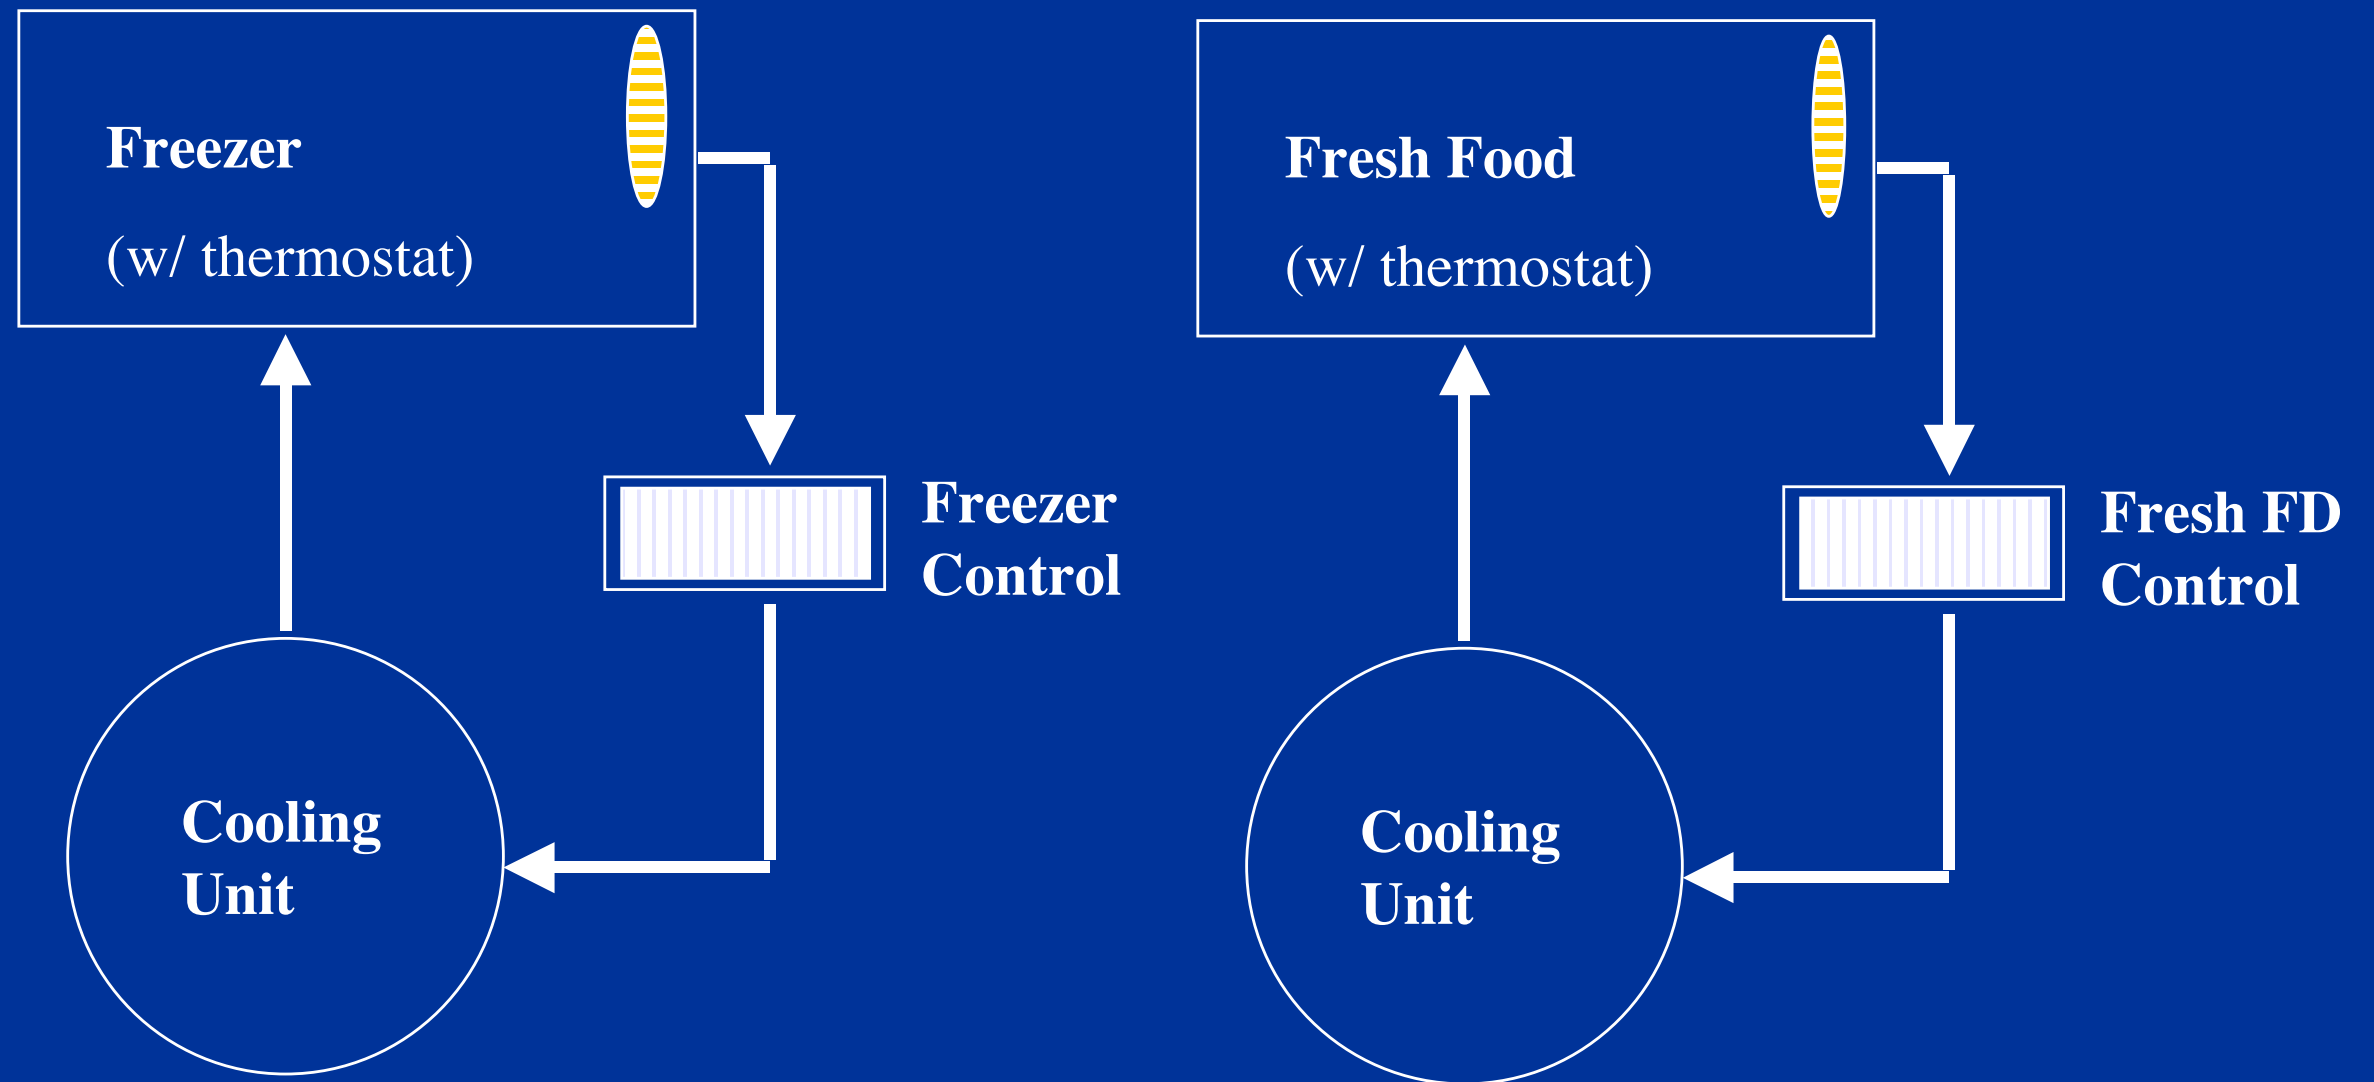 Freezer
(w/ thermostat)
Freezer
Control
Cooling
Unit
Fresh Food
(w/ thermostat)
Fresh FD
Control
Cooling
Unit